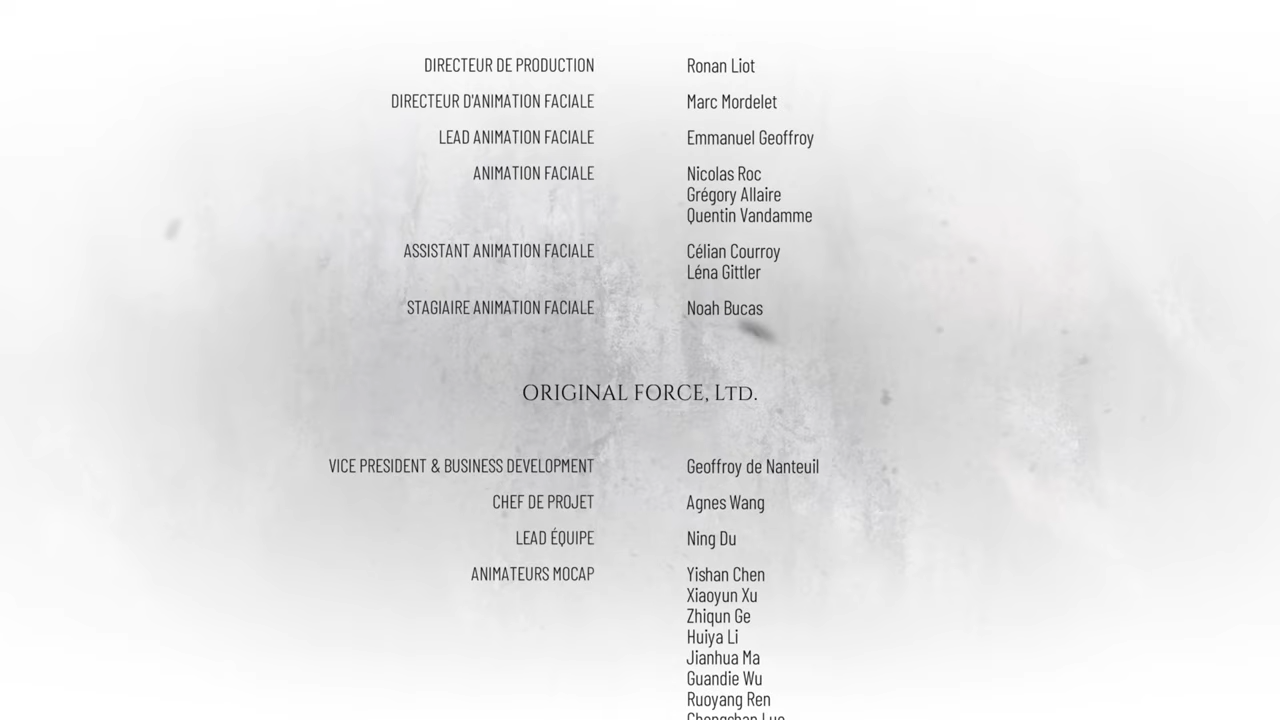 DIRECTEUR DE PRODUCTION Ronan Liot
DIRECTEUR D'ANIMATION FACIALE Marc Mordelet
LEAD ANIMATION FACIALE Emmanuel Geoffroy
ANIMATION FACIALE Nicolas Roc
Grégory Allaire
Quentin Vandamme
ASSISTANT ANIMATION FACIALE Célian Courroy
Léna Gittler
STAGIAIRE ANIMATION FACIALE Noah Bucas
ORIGINAL FORCE, LTD.
VICE PRESIDENT & BUSINESS DEVELOPMENT Geoffroy de Nanteuil
CHEF DE PROJET Agnes Wang
LEAD ÉQUIPE Ning Du
ANIMATEURS MOCAP Yishan Chen
Xiaoyun Xu
Zhiqun Ge
Huiya Li
Jianhua Ma
Guandie Wu
Ruoyang Ren